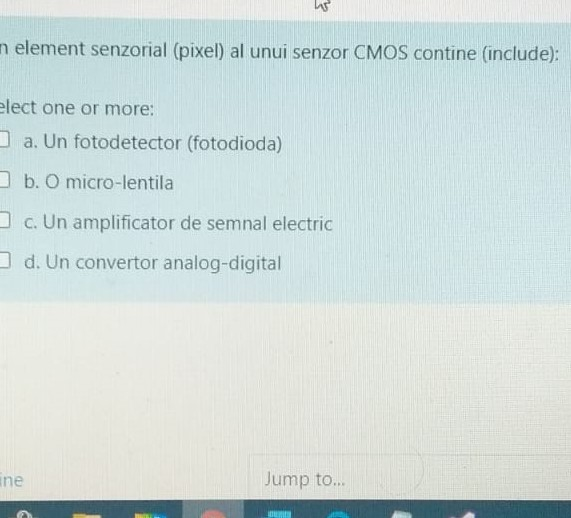 n element senzorial (pixel) al unui senzor CMOS contine (include):
elect one or more:
a. Un fotodetector (fotodioda)
b. O micro-lentila
c. Un amplificator de semnal electric
d. Un convertor analog-digital
ine
Jump to...